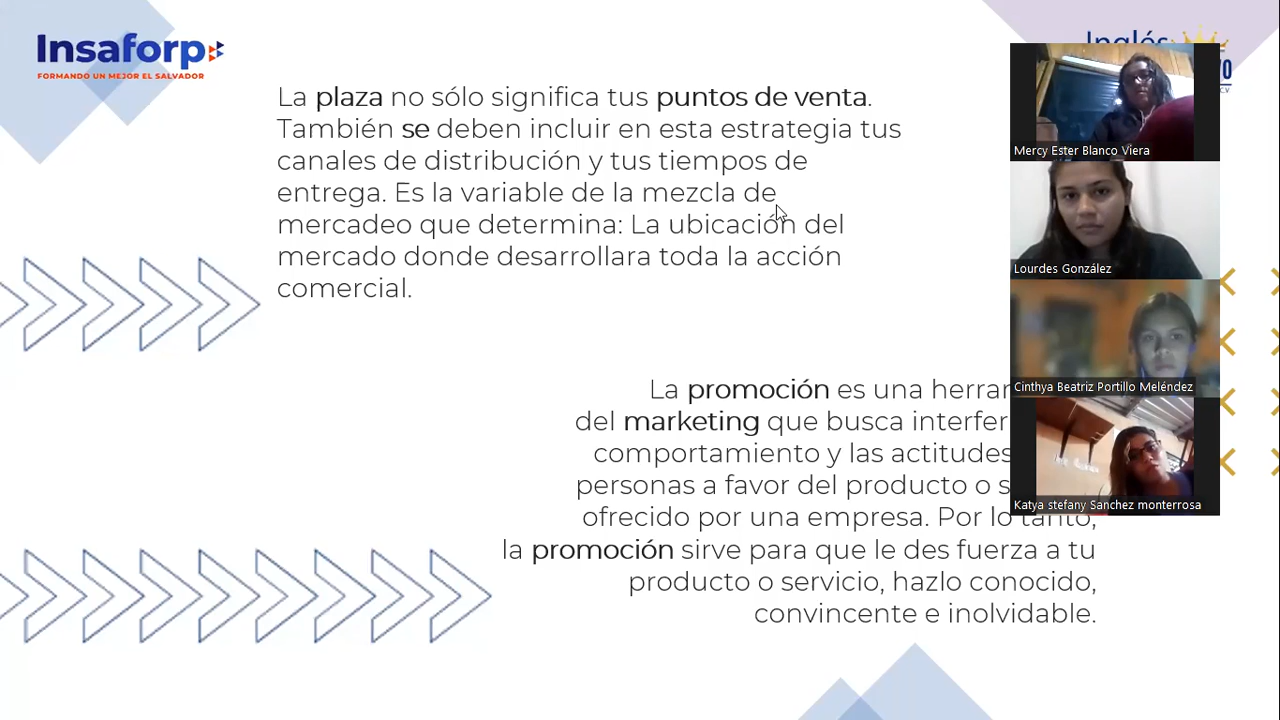 Insaforp
FORMANDO UN MEJOR EL SALVADOR
Inglés
La plaza no sólo significa tus puntos de venta.
También se deben incluir en esta estrategia tus
canales de distribución y tus tiempos de
entrega. Es la variable de la mezcla de
mercadeo que determina: La ubicación del
mercado donde desarrollara toda la acción
comercial.
La promoción es una
del marketing que busca
comportamiento y las actitudes
personas a favor del producto o
ofrecido por una empresa. Por lo tanto,
la promoción sirve para que le des fuerza a tu
producto o servicio, hazlo conocido,
convincente e inolvidable.
Mercy Ester Blanco Viera
Lourdes González
Cinthya Beatriz Portillo Meléndez
Katya stefany Sanchez monterrosa